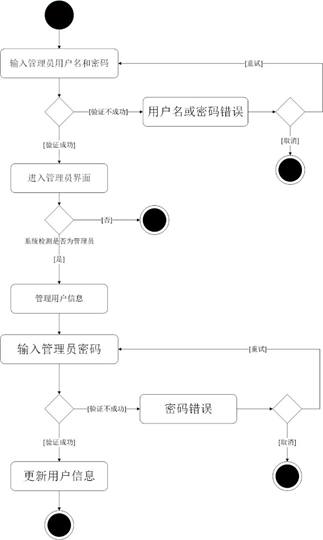 输入管理员用户名和密码
[重试]
[验证不成功]
用户名或密码错误
[取消]
[验证成功]
进入管理员界面
[否]
系统检测是否为管理员
[是]
管理用户信息
输入管理员密码
[重试]
[验证不成功]
密码错误
[取消]
[验证成功]
更新用户信息